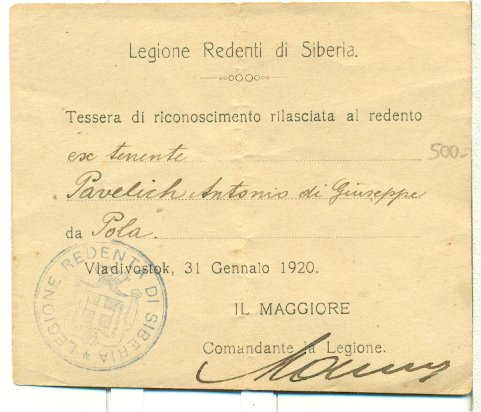 Legione Redenti di Siberia.
Tessera di riconoscimento rilasciata al redento
ex tenente
500-
Pavelich Antonio di Giuseppe
da Pola.
Vladivostok, 31 Gennaio 1920.
IL MAGGIORE
Comandante la Legione.
LEGIONE REDENTI DI SIBERIA